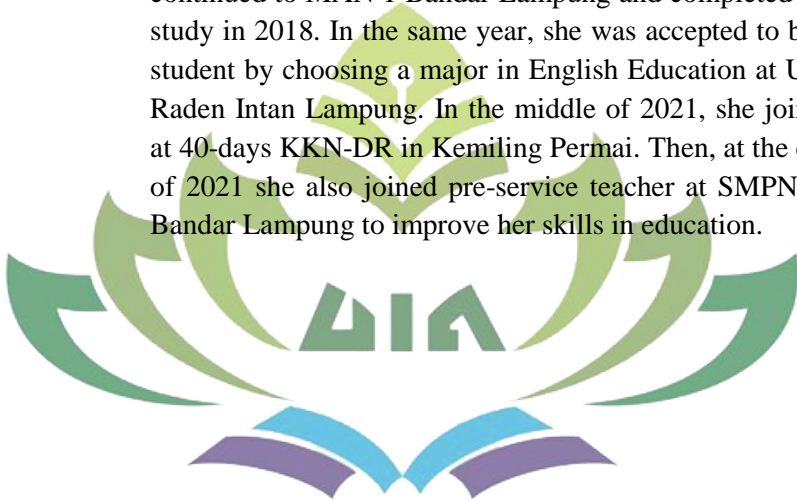 study in 2018. In the same year, she was accepted to b
student by choosing a major in English Education at U
Raden Intan Lampung. In the middle of 2021, she joi
at 40-days KKN-DR in Kemiling Permai. Then, at the
of 2021 she also joined pre-service teacher at SMPN
Bandar Lampung to improve her skills in education.
UIN